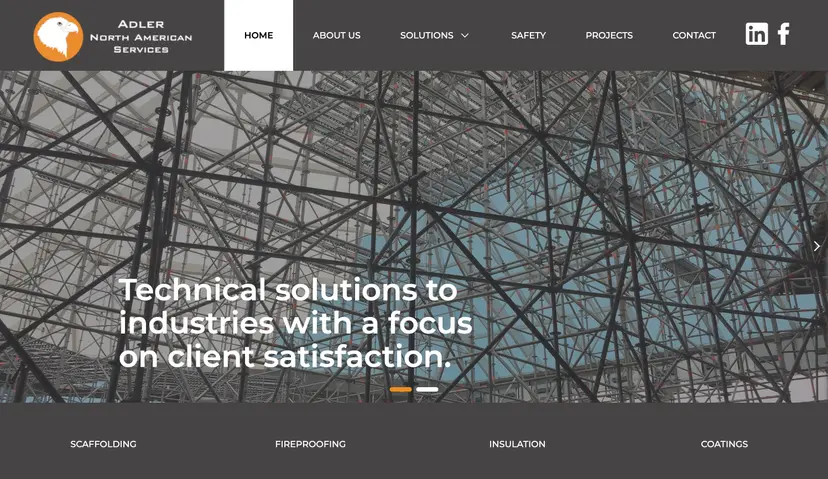 Adler
North American
Services
HOME
ABOUT US
SOLUTIONS
SAFETY
PROJECTS
CONTACT
Technical solutions to
industries with a focus
on client satisfaction.
SCAFFOLDING
FIREPROOFING
INSULATION
COATINGS